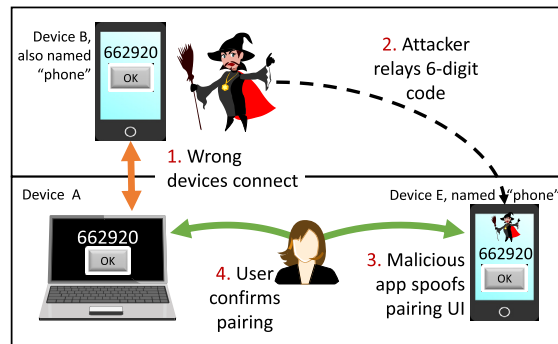 Device B,
also named
“phone”
662920
OK
2. Attacker
relays 6-digit
code
1. Wrong
devices connect
Device A
662920
OK
4. User
confirms
pairing
Device E, named “phone”
3. Malicious
app spoofs
pairing UI
662920
OK